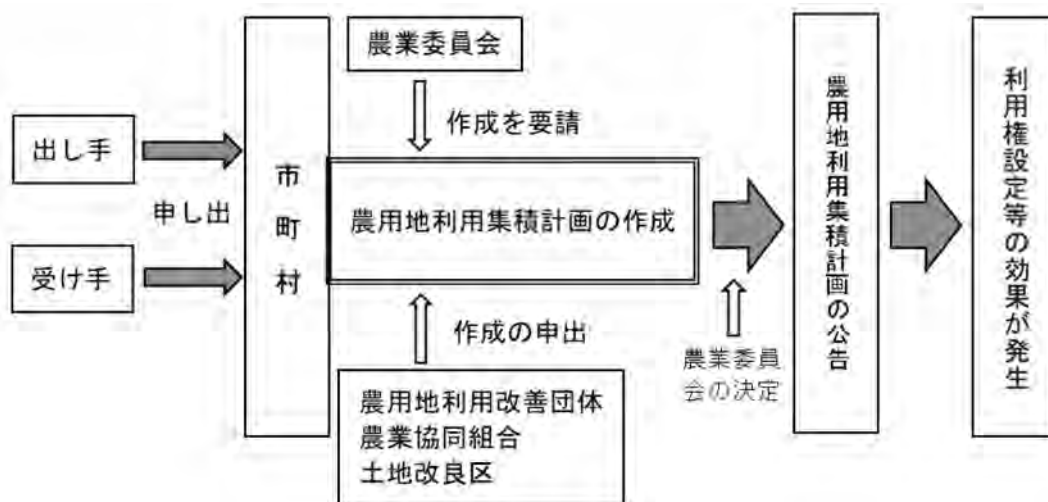 出し手
受け手
申し出
市町村
農業委員会
作成を要請
農用地利用集積計画の作成
作成の申出
農用地利用改善団体
農業協同組合
土地改良区
農業委員
会の決定
農用地利用集積計画の公告
利用権設定等の効果が発生